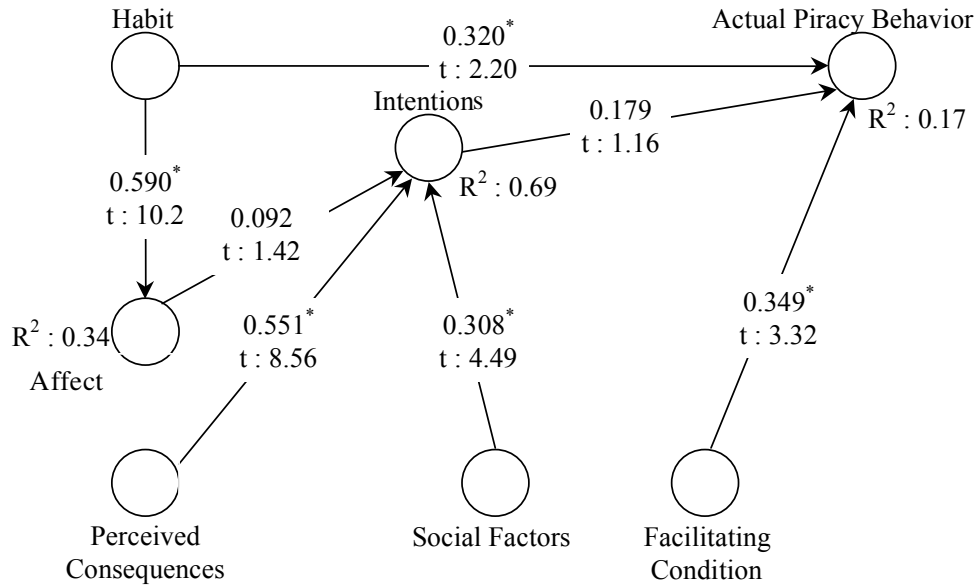 Habit
Actual Piracy Behavior
0.320*
t : 2.20
Intentions
0.179
t : 1.16
R² : 0.17
R² : 0.69
0.590*
t : 10.2
0.092
t : 1.42
0.551*
t : 8.56
0.308*
t : 4.49
0.349*
t : 3.32
R² : 0.34
Affect
Perceived
Consequences
Social Factors
Facilitating
Condition